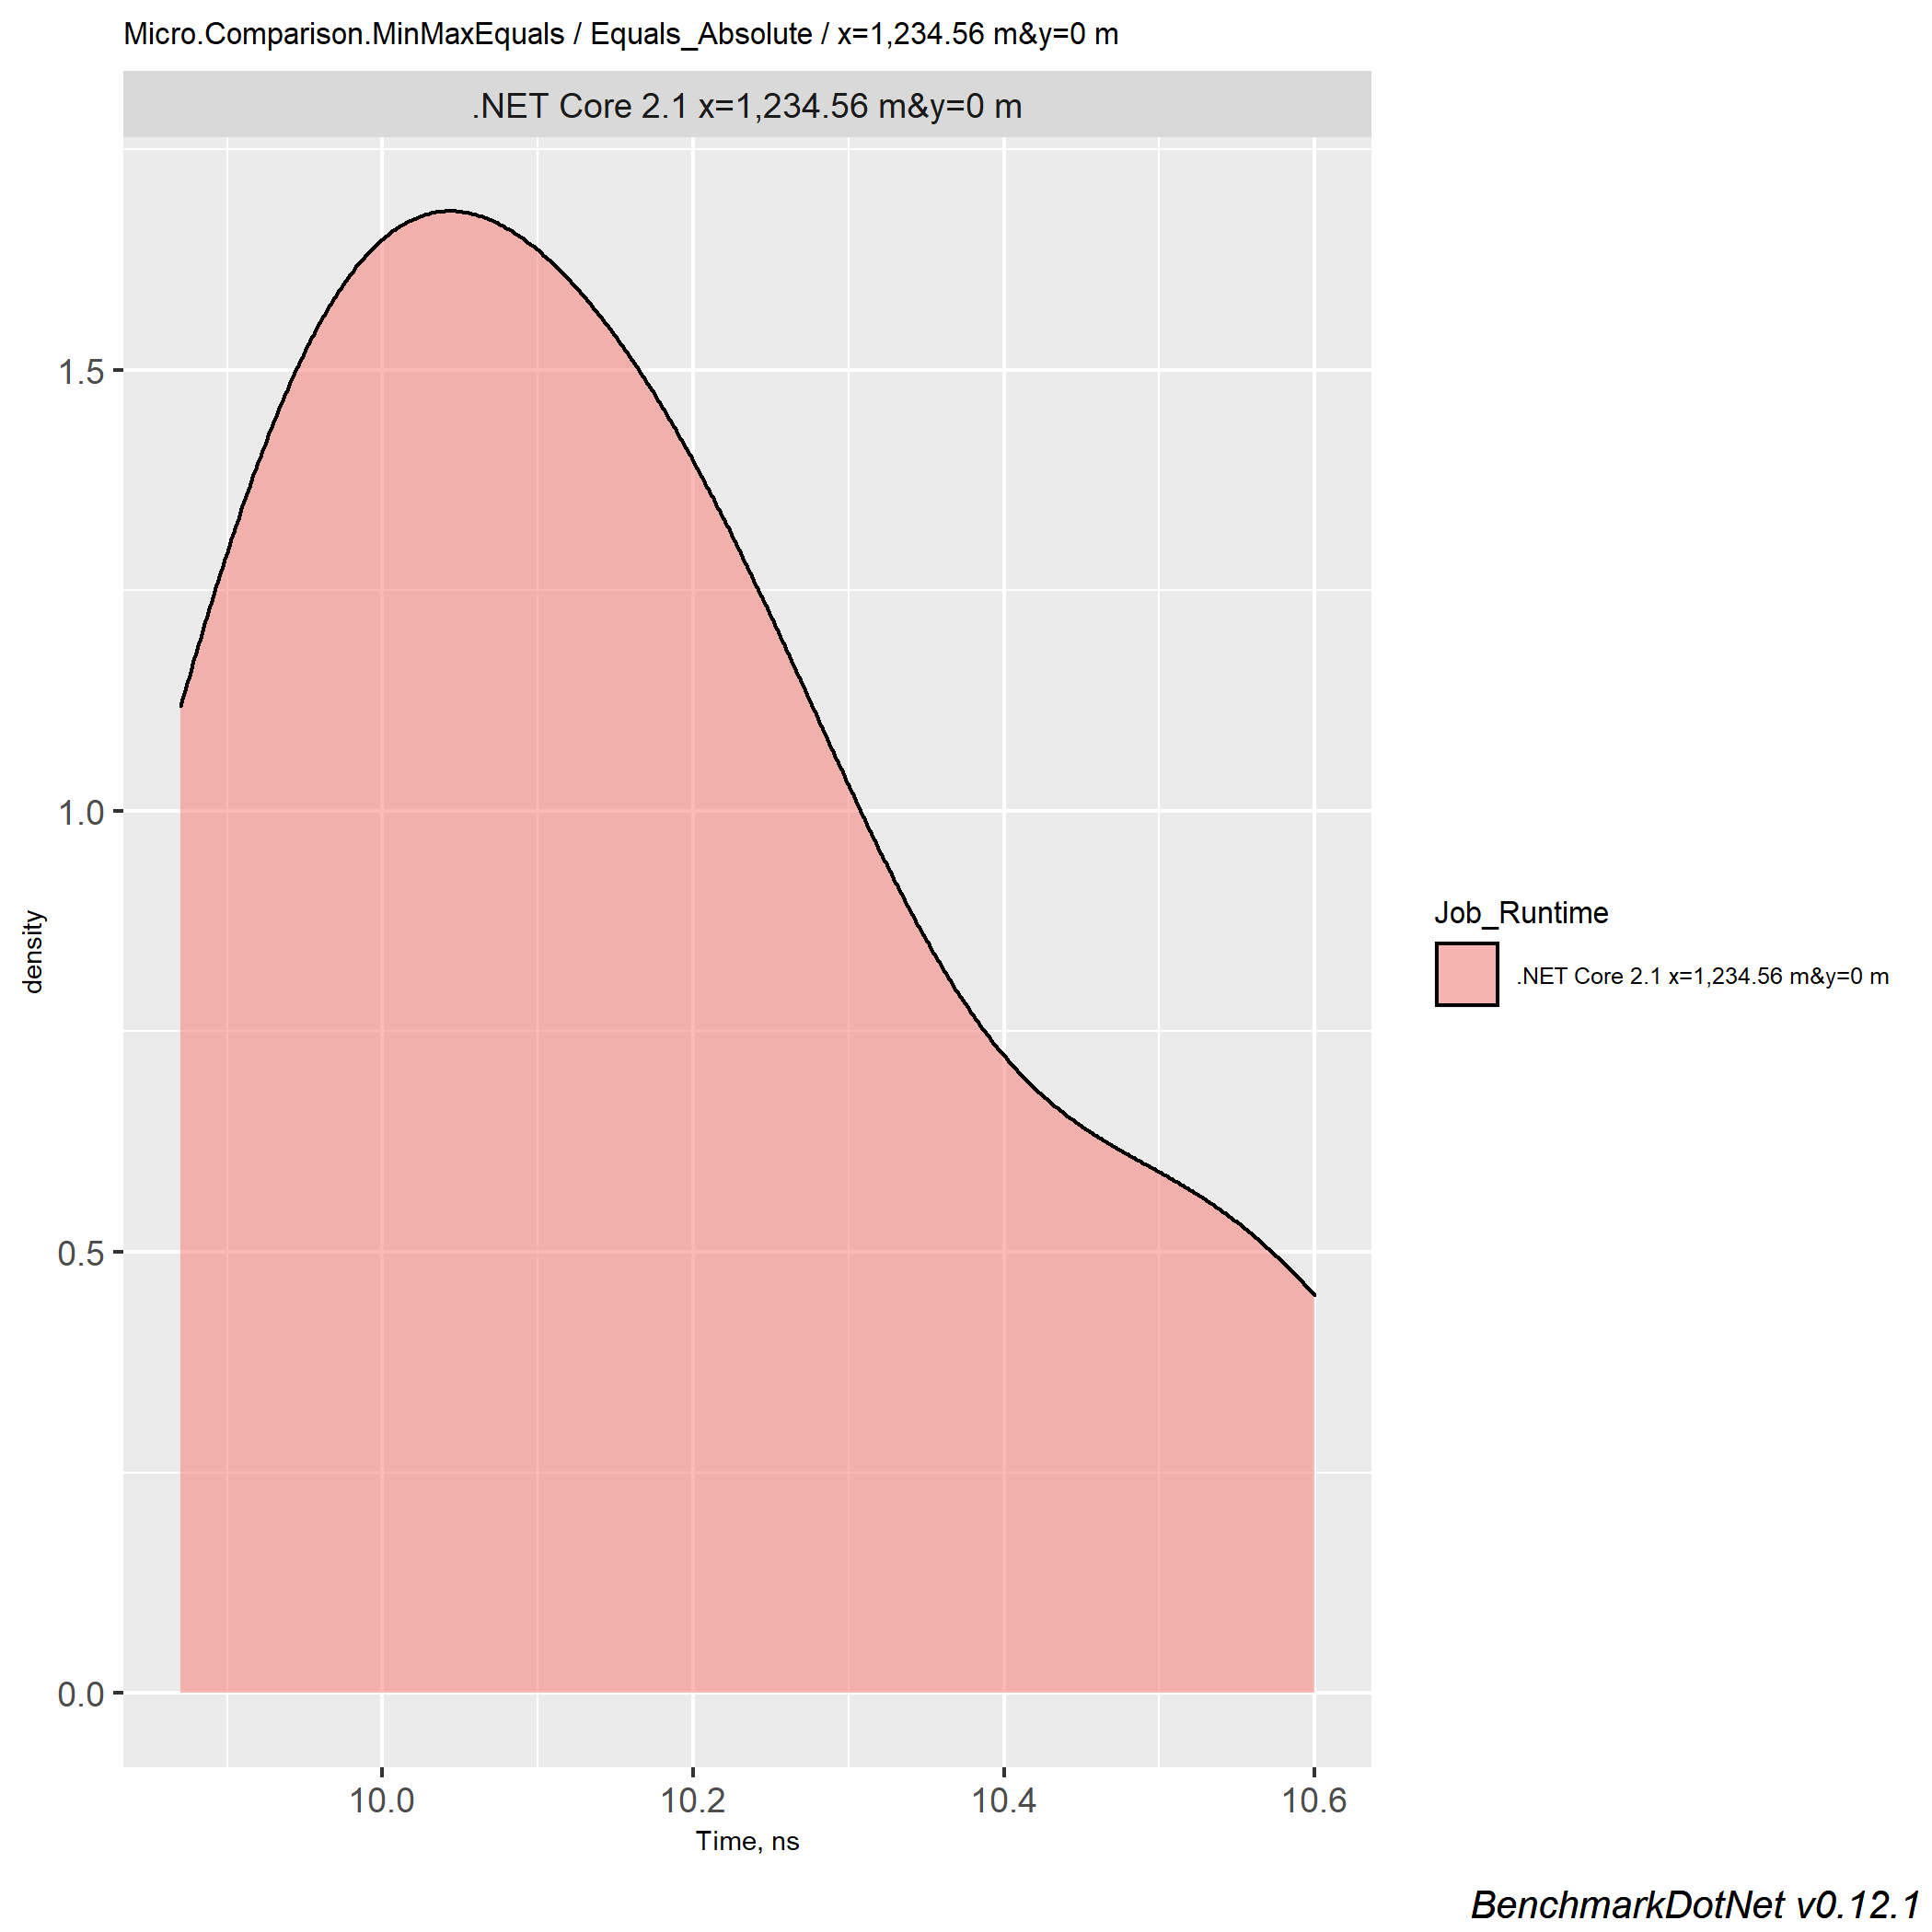 Micro.Comparison.MinMaxEquals / Equals_Absolute / x=1,234.56 m&y=0 m
.NET Core 2.1 x=1,234.56 m&y=0 m
1.5
1.0
0.5
0.0
density
10.0 10.2 10.4 10.6
Time, ns
Job_Runtime
.NET Core 2.1 x=1,234.56 m&y=0 m
BenchmarkDotNet v0.12.1